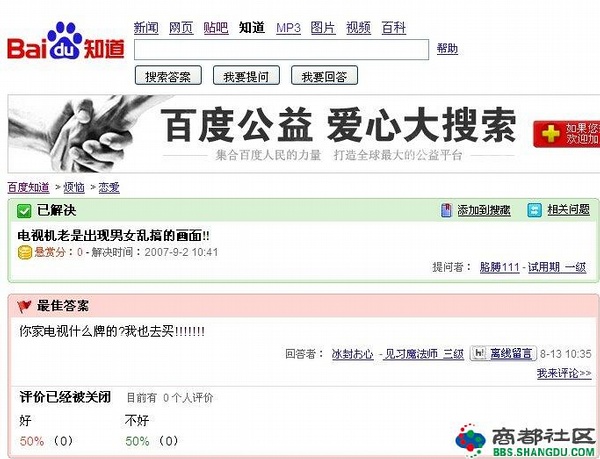 新闻 网页 贴吧 知道 MP3 图片 视频 百科
Bai du 知道
帮助
搜索答案 我要提问 我要回答
百度公益 爱心大搜索
集合百度人民的力量 打造全球最大的公益平台
如果您
欢迎加
百度知道 > 烦恼 > 恋爱
已解决 添加到搜藏 相关问题
电视机老是出现男女乱搞的画面!!
悬赏分：0 - 解决时间：2007-9-2 10:41
提问者： 胳膊111 - 试用期 一级
最佳答案
你家电视什么牌的?我也去买!!!!!!!
回答者： 冰封お心 - 见习魔法师 三级 hi 离线留言 8-13 10:35
我来评论>>
评价已经被关闭 目前有 0 个人评价
好 不好
50% （0） 50% （0）
商都社区
BBS.SHANGDU.COM